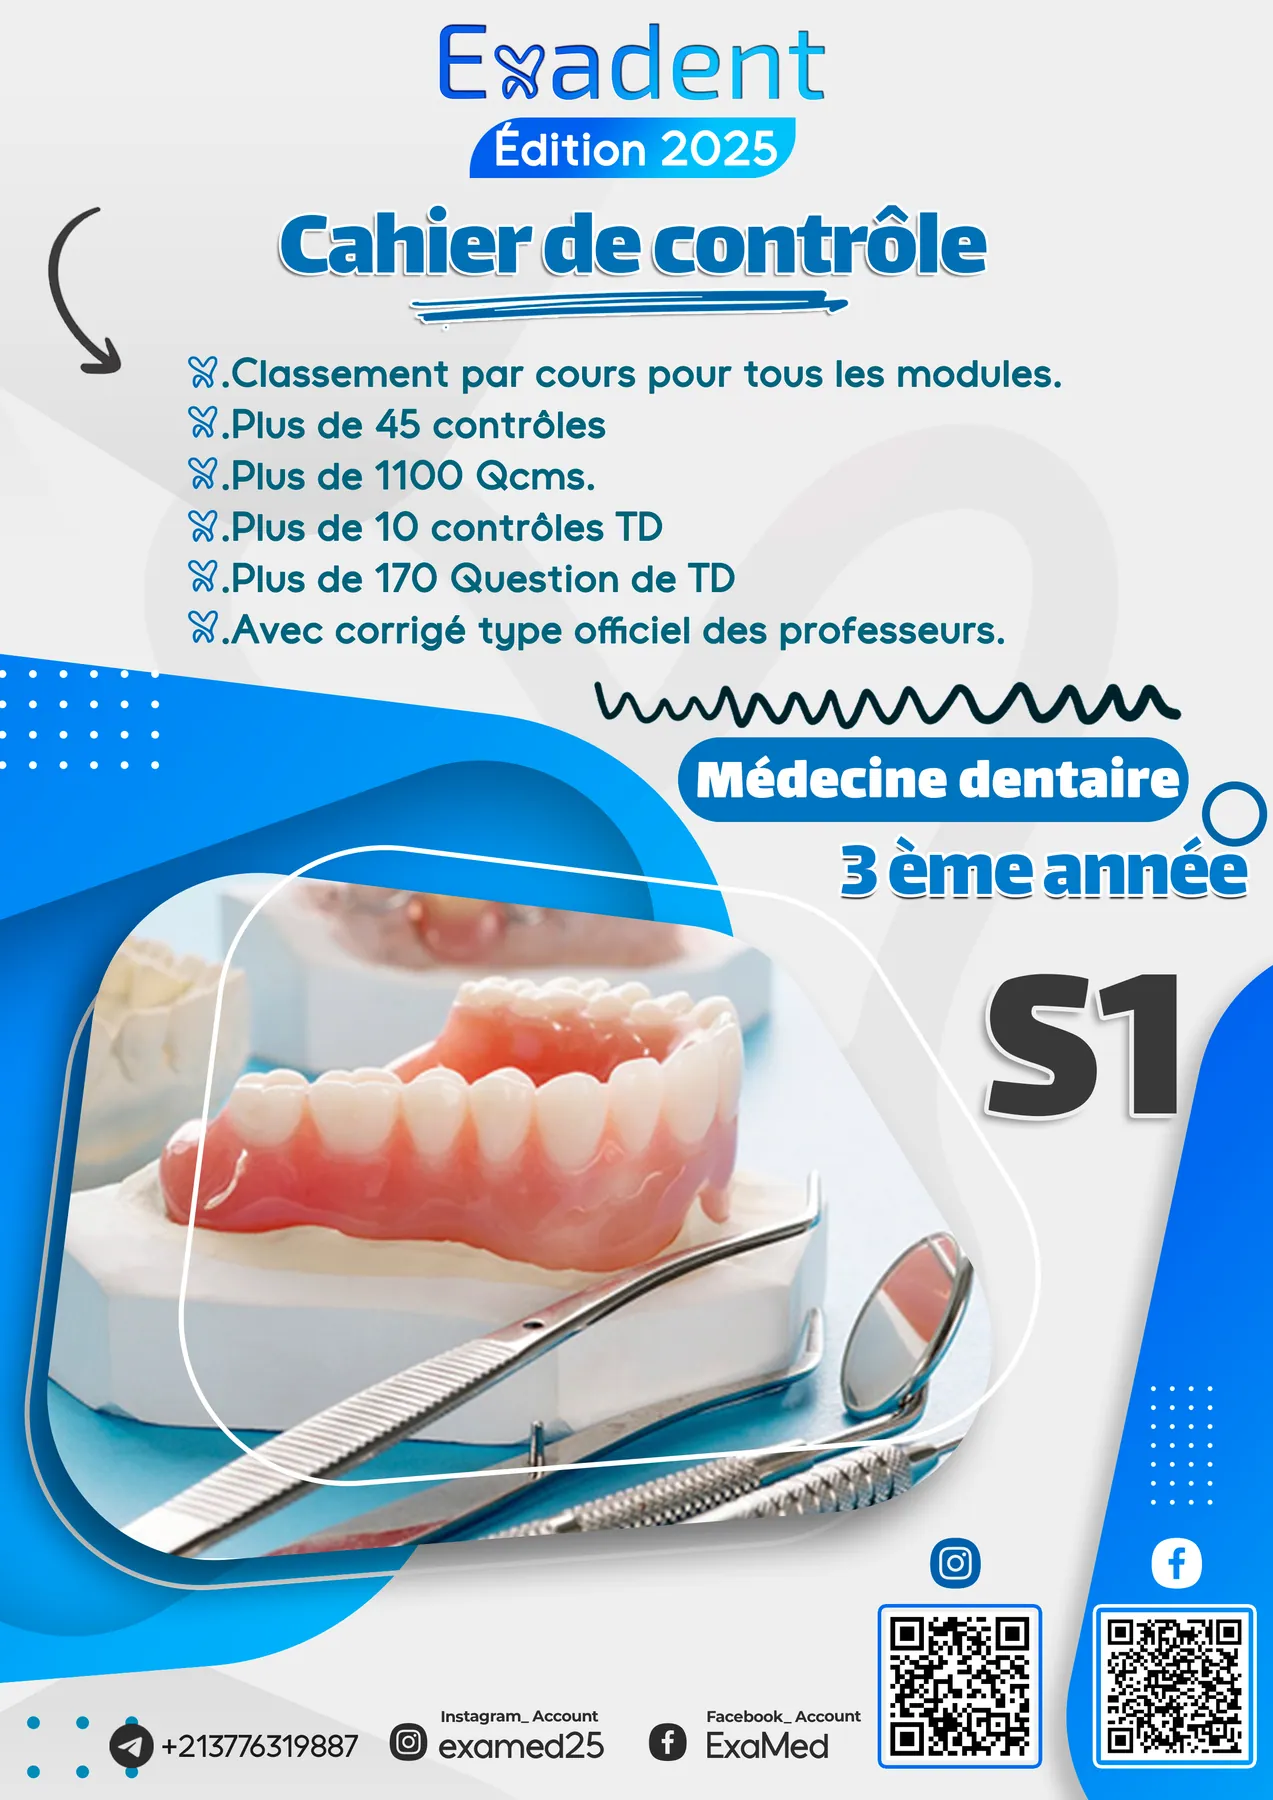 Exadent
Édition 2025
Cahier de contrôle
.Classement par cours pour tous les modules.
.Plus de 45 contrôles
.Plus de 1100 Qcms.
.Plus de 10 contrôles TD
.Plus de 170 Question de TD
.Avec corrigé type officiel des professeurs.
Médecine dentaire
3 ème année
S1
+213776319887
Instagram_ Account
examed25
Facebook_ Account
ExaMed